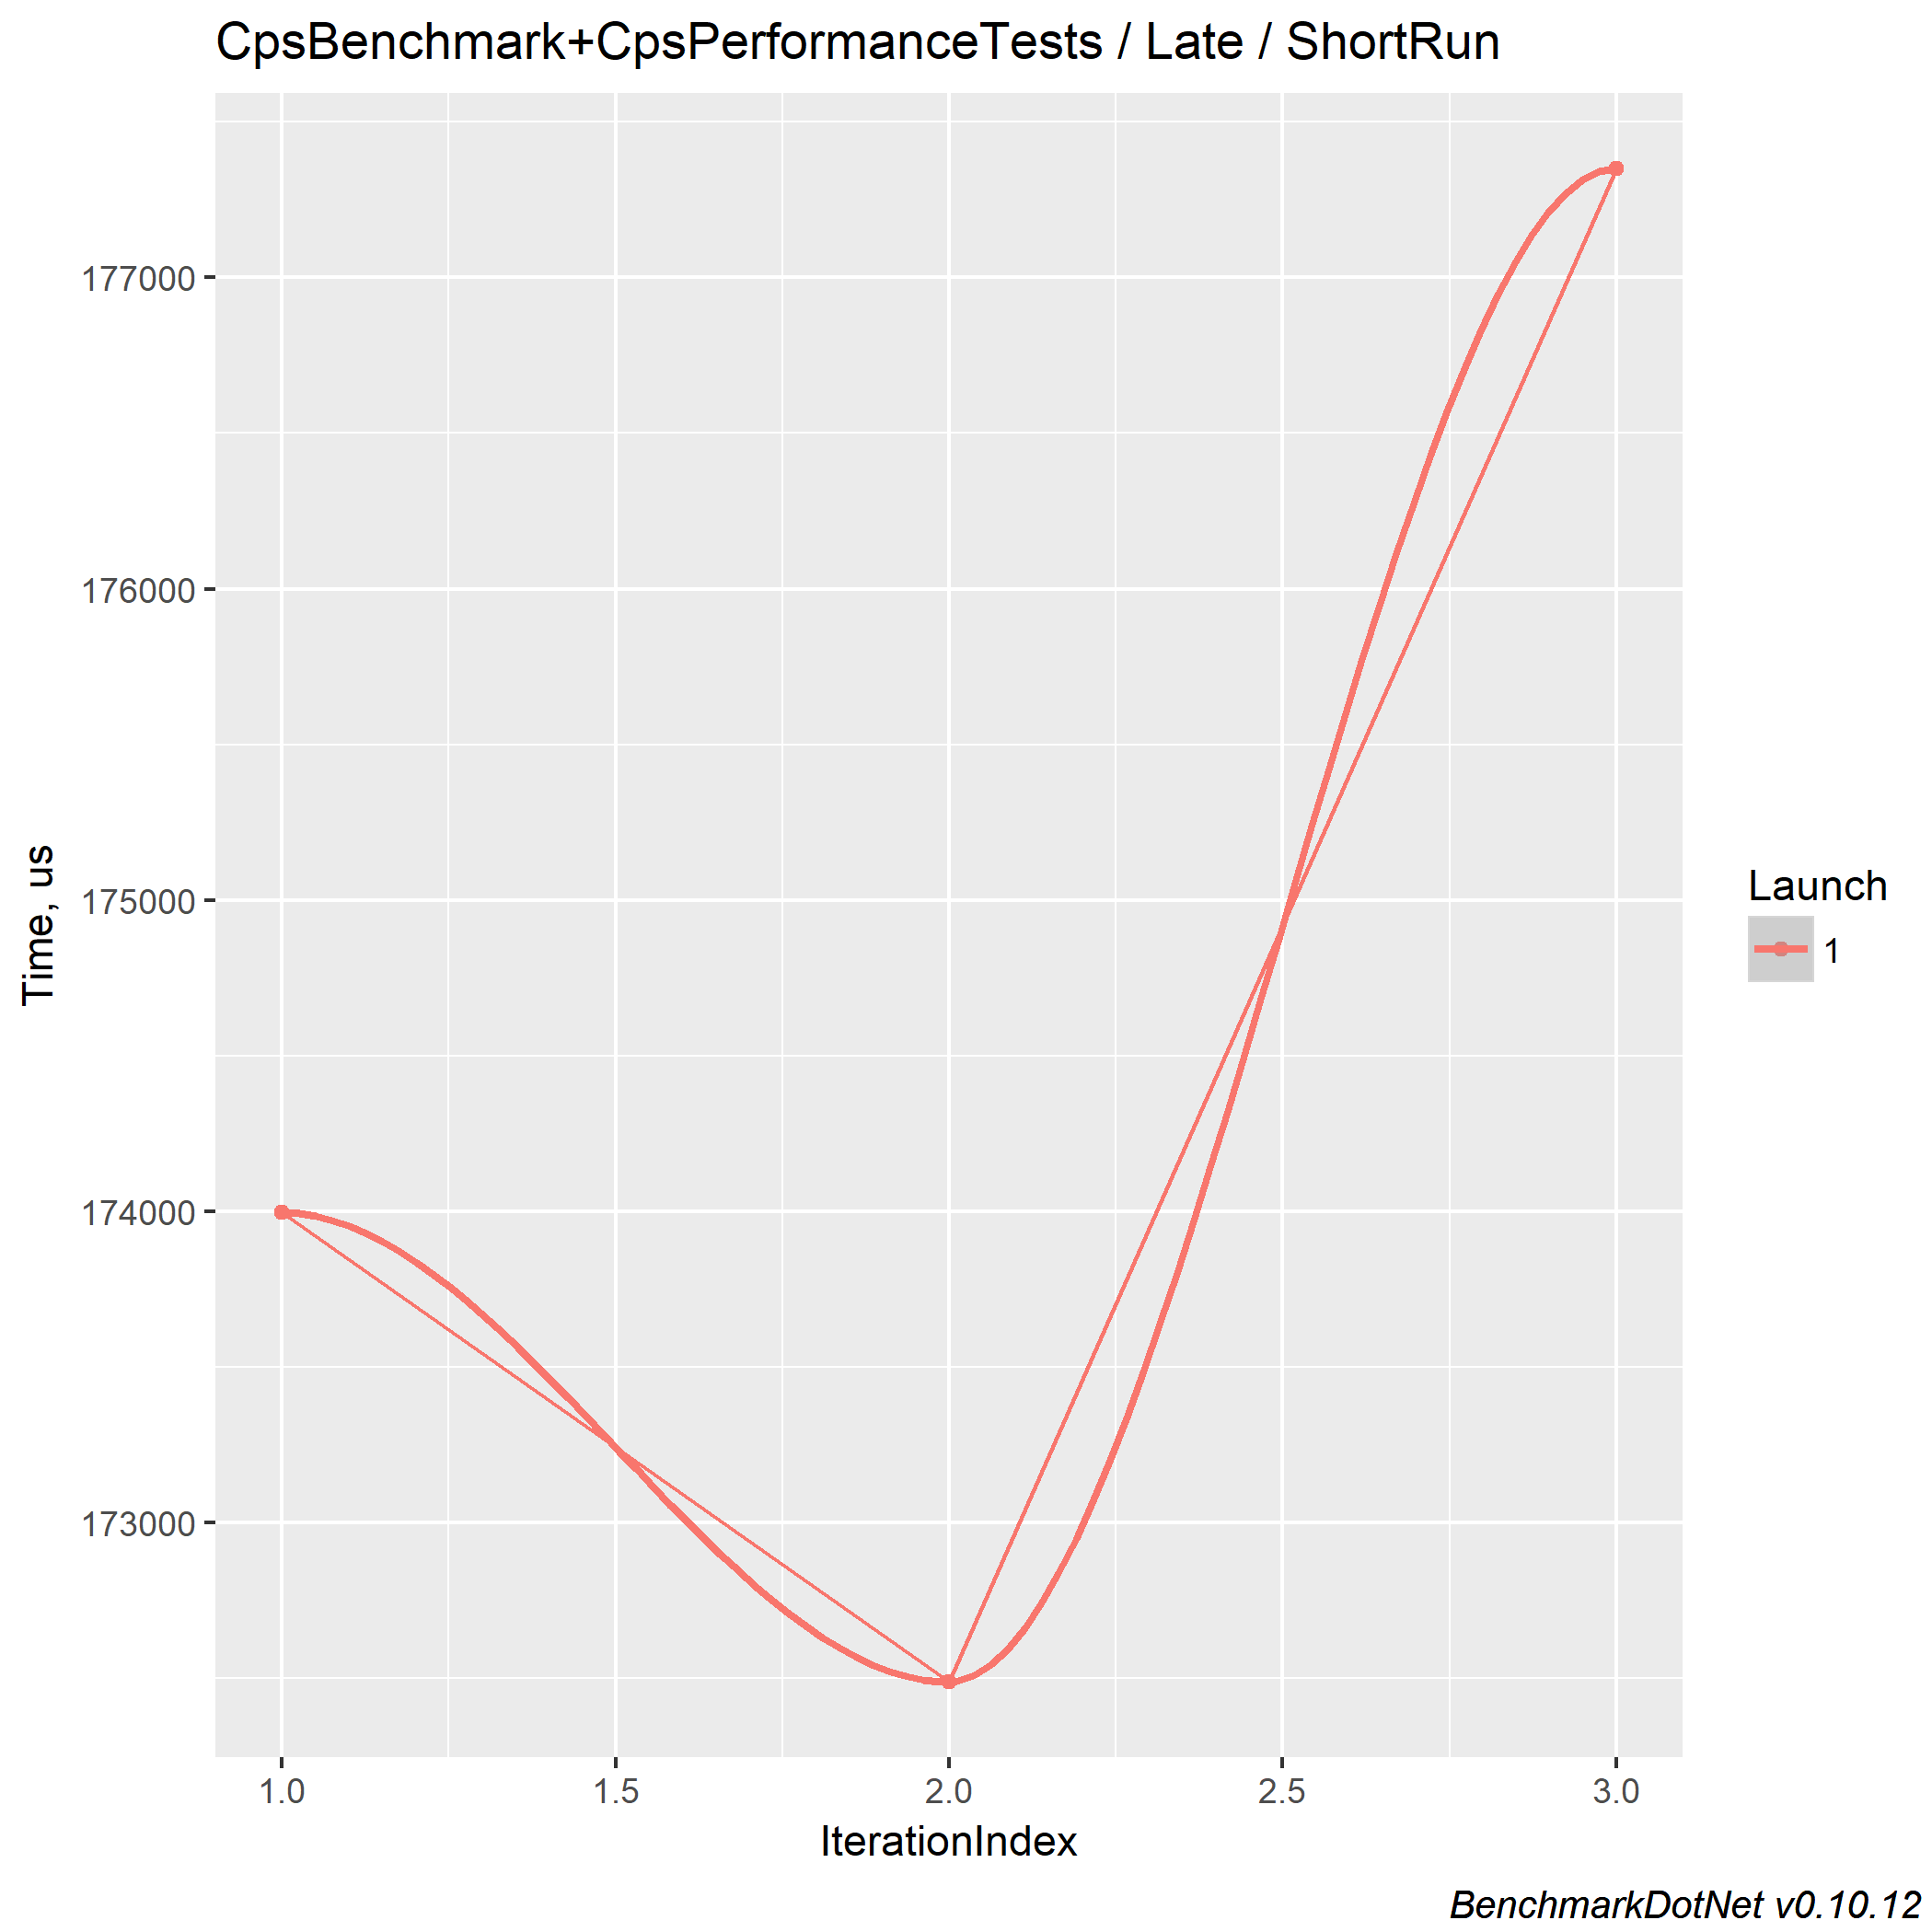 CpsBenchmark+CpsPerformanceTests / Late / ShortRun
Time, us
177000
176000
175000
174000
173000
1.0
1.5
2.0
2.5
3.0
IterationIndex
Launch
1
BenchmarkDotNet v0.10.12